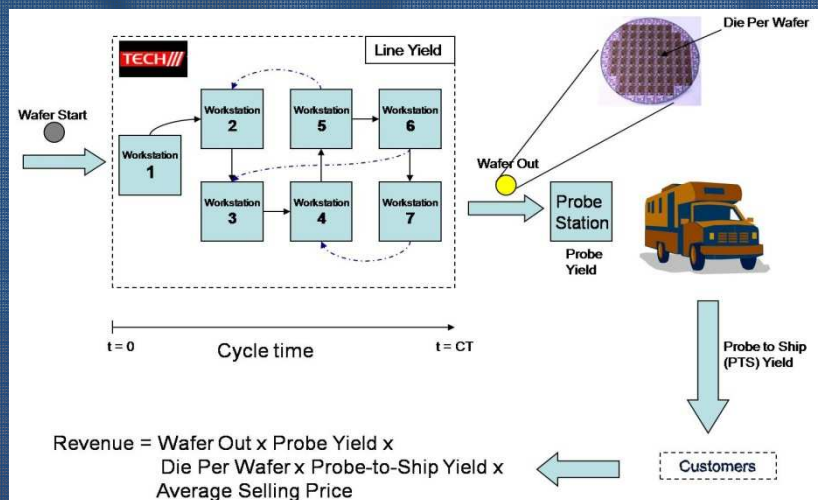 Die Per Wafer
TECH
Line Yield
Wafer Start
Workstation
1
Workstation
2
Workstation
5
Workstation
6
Workstation
3
Workstation
4
Workstation
7
Wafer Out
Probe
Station
Probe
Yield
t = 0
Cycle time
t = CT
Probe to Ship
(PTS) Yield
Revenue = Wafer Out x Probe Yield x
Die Per Wafer x Probe-to-Ship Yield x
Average Selling Price
Customers